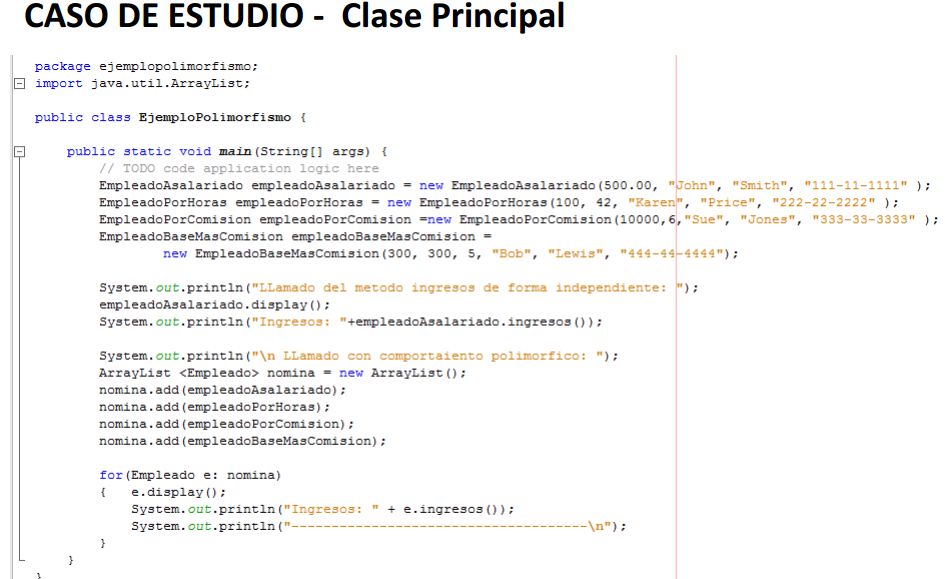 CASO DE ESTUDIO - Clase Principal
package ejemplopolimorfismo;
import java.util.ArrayList;
public class EjemploPolimorfismo {
public static void main(String[] args) {
// TODO code application logic here
EmpleadoAsalariado empleadoAsalariado = new EmpleadoAsalariado(500.00, "John", "Smith", "111-11-1111" );
EmpleadoPorHoras empleadoPorHoras = new EmpleadoPorHoras(100, 42, "Karen", "Price", "222-22-2222" );
EmpleadoPorComision empleadoPorComision =new EmpleadoPorComision(10000,6,"Sue", "Jones", "333-33-3333" );
EmpleadoBaseMasComision empleadoBaseMasComision =
new EmpleadoBaseMasComision(300, 300, 5, "Bob", "Lewis", "444-44-4444");
System.out.println("LLamado del metodo ingresos de forma independiente: ");
empleadoAsalariado.display();
System.out.println("Ingresos: "+empleadoAsalariado.ingresos());
System.out.println("\n LLamado con comportaiento polimorfico: ");
ArrayList <Empleado> nomina = new ArrayList();
nomina.add(empleadoAsalariado);
nomina.add(empleadoPorHoras);
nomina.add(empleadoPorComision);
nomina.add(empleadoBaseMasComision);
for(Empleado e: nomina)
{ e.display();
System.out.println("Ingresos: " + e.ingresos());
System.out.println("-------------------------------------\n");
}
}
}